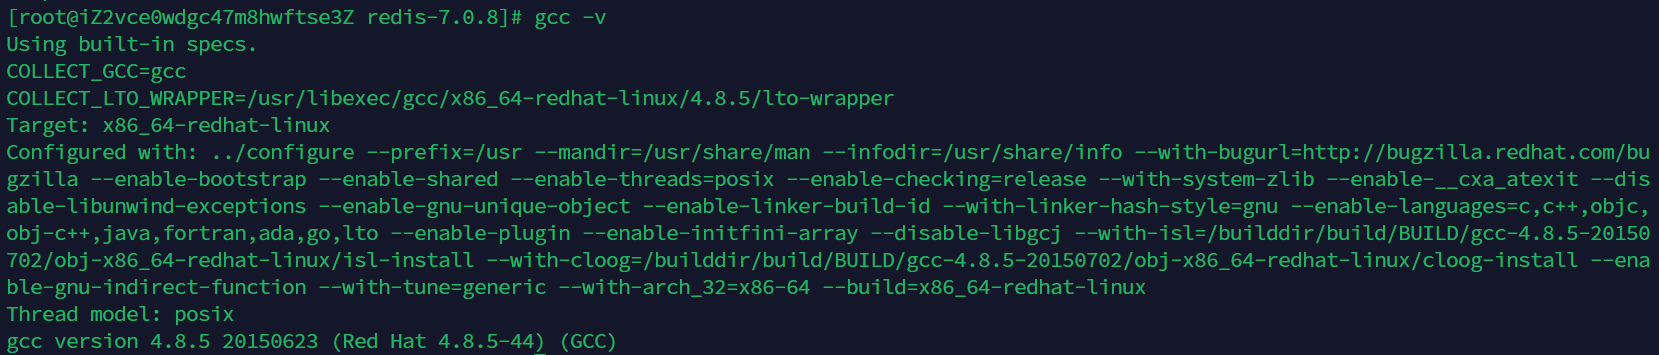 [root@iZ2vce0wdgc47m8hwftse3Z redis-7.0.8]# gcc -v
Using built-in specs.
COLLECT_GCC=gcc
COLLECT_LTO_WRAPPER=/usr/libexec/gcc/x86_64-redhat-linux/4.8.5/lto-wrapper
Target: x86_64-redhat-linux
Configured with: ../configure --prefix=/usr --mandir=/usr/share/man --infodir=/usr/share/info --with-bugurl=http://bugzilla.redhat.com/bu
gzilla --enable-bootstrap --enable-shared --enable-threads=posix --enable-checking=release --with-system-zlib --enable-__cxa_atexit --dis
able-libunwind-exceptions --enable-gnu-unique-object --enable-linker-build-id --with-linker-hash-style=gnu --enable-languages=c,c++,objc,
obj-c++,java,fortran,ada,go,lto --enable-plugin --enable-initfini-array --disable-libgcj --with-isl=/builddir/build/BUILD/gcc-4.8.5-20150
702/obj-x86_64-redhat-linux/isl-install --with-cloog=/builddir/build/BUILD/gcc-4.8.5-20150702/obj-x86_64-redhat-linux/cloog-install --ena
ble-gnu-indirect-function --with-tune=generic --with-arch_32=x86-64 --build=x86_64-redhat-linux
Thread model: posix
gcc version 4.8.5 20150623 (Red Hat 4.8.5-44) (GCC)